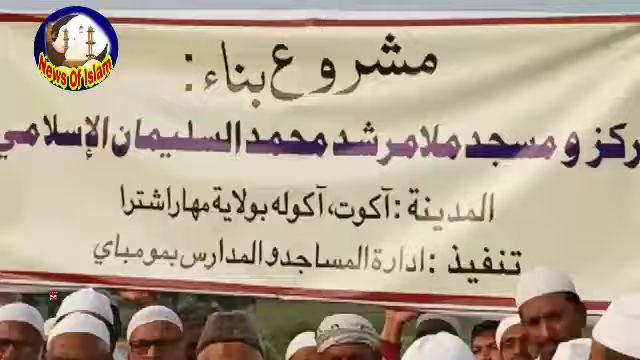 News Of Islam
مشروع بناء:
ركز و مسجد ملا مرشد محمد السليمان الإسلامي
المدينة : آكوت، آكوله بولاية مهاراشترا
تنفيذ : ادارة المساجد و المدارس بمومباي